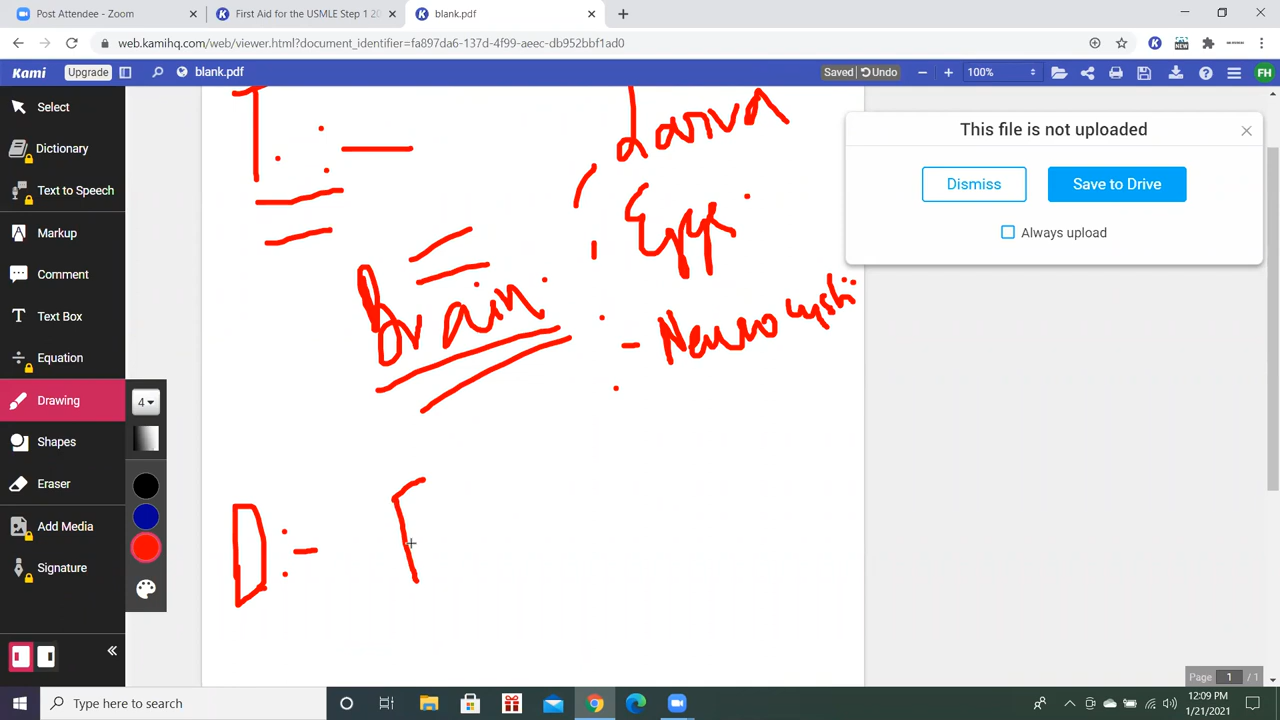 Post Attendee - Zoom
First Aid for the USMLE Step 1 20
blank.pdf
web.kamihq.com/web/viewer.html?document_identifier=fa897da6-137d-4f99-aeec-db952bbf1ad0
Kami Upgrade blank.pdf Saved Undo 100% FH
Select
Dictionary
Text to Speech
Markup
Comment
Text Box
Equation
Drawing
Shapes
Eraser
Add Media
Signature
4
This file is not uploaded
Dismiss Save to Drive
Always upload
T. : —
Larva
Eggs
Brain
- Neurocysti
D :-
Page 1 / 1
Type here to search
12:09 PM
1/21/2021